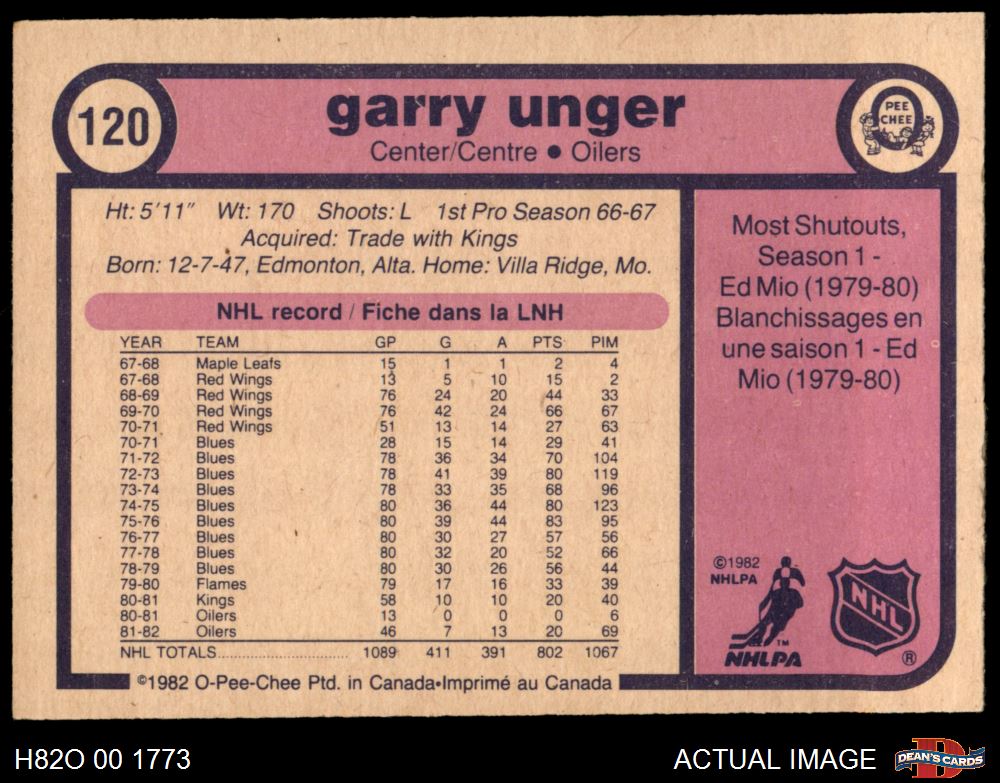 120
garry unger
Center/Centre • Oilers
PEE
CHEE
Ht: 5'11" Wt: 170 Shoots: L 1st Pro Season 66-67
Acquired: Trade with Kings
Born: 12-7-47, Edmonton, Alta. Home: Villa Ridge, Mo.
NHL record / Fiche dans la LNH
YEAR TEAM GP G A PTS PIM
67-68 Maple Leafs 15 1 1 2 4
67-68 Red Wings 13 5 10 15 2
68-69 Red Wings 76 24 20 44 33
69-70 Red Wings 76 42 24 66 67
70-71 Red Wings 51 13 14 27 63
70-71 Blues 28 15 14 29 41
71-72 Blues 78 36 34 70 104
72-73 Blues 78 41 39 80 119
73-74 Blues 78 33 35 68 96
74-75 Blues 80 36 44 80 123
75-76 Blues 80 39 44 83 95
76-77 Blues 80 30 27 57 56
77-78 Blues 80 32 20 52 66
78-79 Blues 80 30 26 56 44
79-80 Flames 79 17 16 33 39
80-81 Kings 58 10 10 20 40
80-81 Oilers 13 0 0 0 6
81-82 Oilers 46 7 13 20 69
NHL TOTALS.............................. 1089 411 391 802 1067
©1982 O-Pee-Chee Ptd. in Canada•Imprimé au Canada
Most Shutouts,
Season 1 -
Ed Mio (1979-80)
Blanchissages en
une saison 1 - Ed
Mio (1979-80)
©1982
NHLPA
TM
NHLPA
NHL
®
H82O 00 1773
ACTUAL IMAGE
D
DEAN'S CARDS